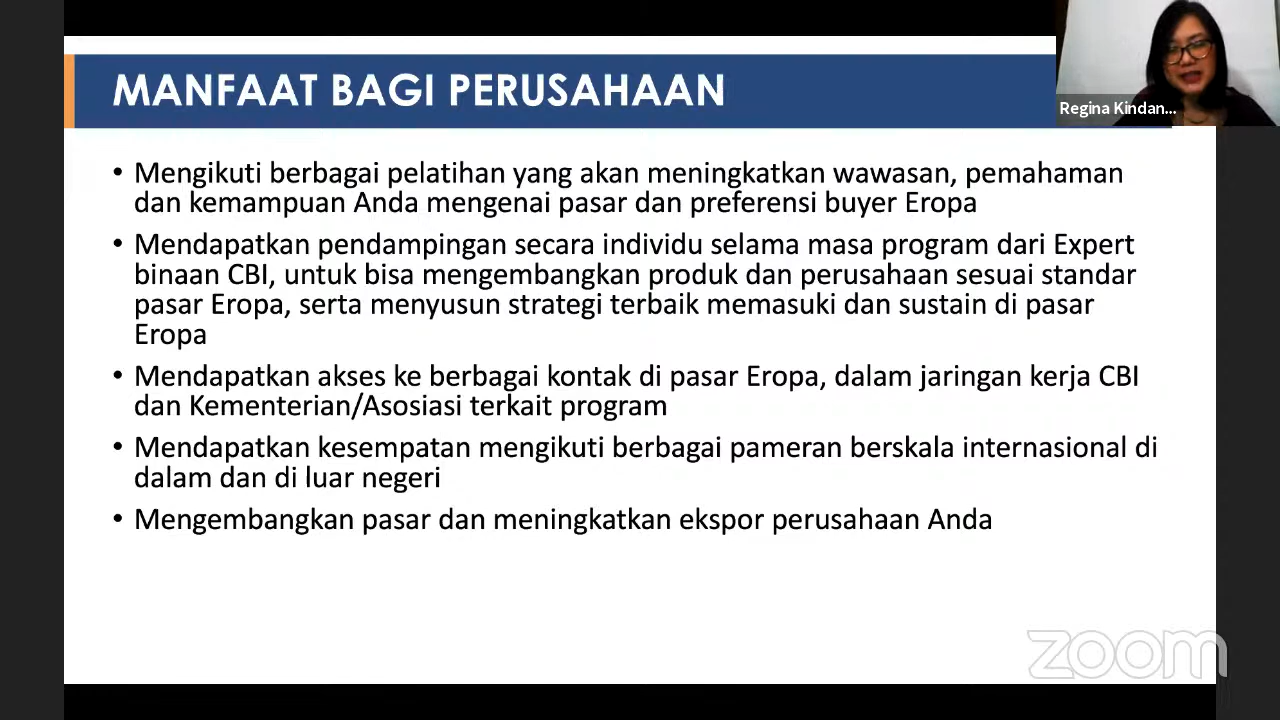 MANFAAT BAGI PERUSAHAAN
Regina Kindan...
• Mengikuti berbagai pelatihan yang akan meningkatkan wawasan, pemahaman
dan kemampuan Anda mengenai pasar dan preferensi buyer Eropa
• Mendapatkan pendampingan secara individu selama masa program dari Expert
binaan CBI, untuk bisa mengembangkan produk dan perusahaan sesuai standar
pasar Eropa, serta menyusun strategi terbaik memasuki dan sustain di pasar
Eropa
• Mendapatkan akses ke berbagai kontak di pasar Eropa, dalam jaringan kerja CBI
dan Kementerian/Asosiasi terkait program
• Mendapatkan kesempatan mengikuti berbagai pameran berskala internasional di
dalam dan di luar negeri
• Mengembangkan pasar dan meningkatkan ekspor perusahaan Anda
zoom